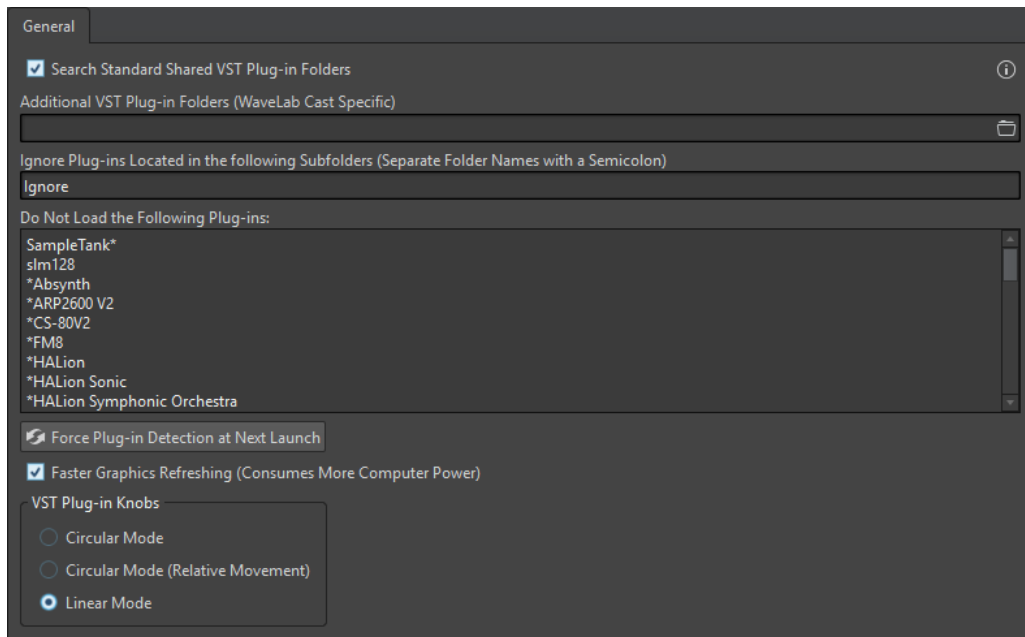 General
Search Standard Shared VST Plug-in Folders
Additional VST Plug-in Folders (WaveLab Cast Specific)
Ignore Plug-ins Located in the following Subfolders (Separate Folder Names with a Semicolon)
Ignore
Do Not Load the Following Plug-ins:
SampleTank*
slm128
*Absynth
*ARP2600 V2
*CS-80V2
*FM8
*HALion
*HALion Sonic
*HALion Symphonic Orchestra
Force Plug-in Detection at Next Launch
Faster Graphics Refreshing (Consumes More Computer Power)
VST Plug-in Knobs
Circular Mode
Circular Mode (Relative Movement)
Linear Mode